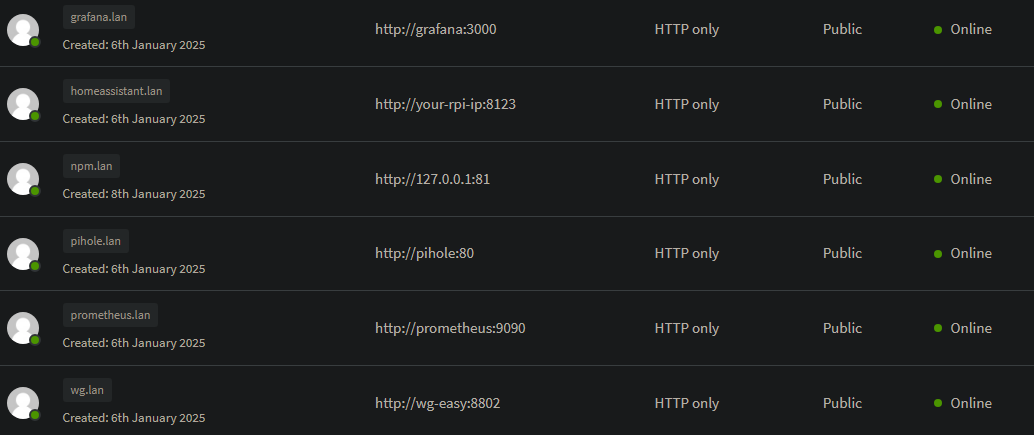 grafana.lan
Created: 6th January 2025
http://grafana:3000
HTTP only
Public
Online
homeassistant.lan
Created: 6th January 2025
http://your-rpi-ip:8123
HTTP only
Public
Online
npm.lan
Created: 8th January 2025
http://127.0.0.1:81
HTTP only
Public
Online
pihole.lan
Created: 6th January 2025
http://pihole:80
HTTP only
Public
Online
prometheus.lan
Created: 6th January 2025
http://prometheus:9090
HTTP only
Public
Online
wg.lan
Created: 6th January 2025
http://wg-easy:8802
HTTP only
Public
Online